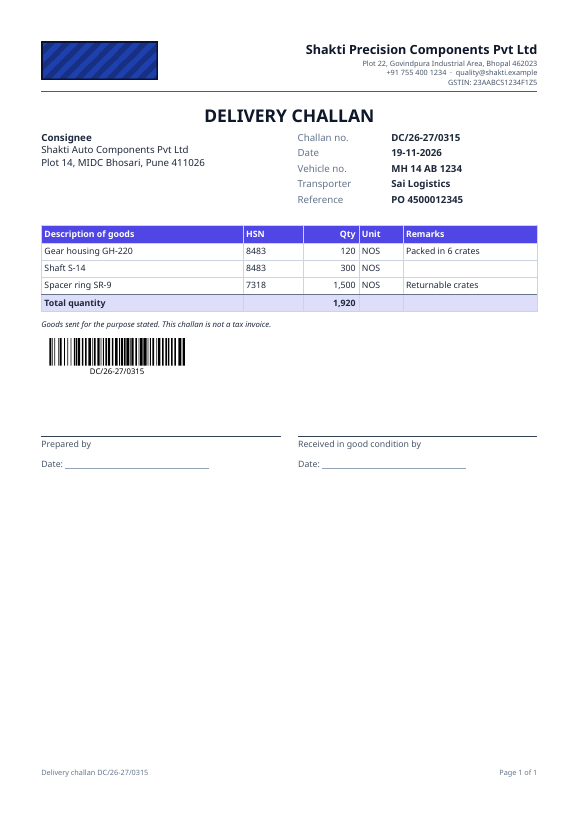 Shakti Precision Components Pvt Ltd
Plot 22, Govindpura Industrial Area, Bhopal 462023
+91 755 400 1234 · quality@shakti.example
GSTIN: 23AABCS1234F1Z5
DELIVERY CHALLAN
Consignee
Shakti Auto Components Pvt Ltd
Plot 14, MIDC Bhosari, Pune 411026
Challan no. DC/26-27/0315
Date 19-11-2026
Vehicle no. MH 14 AB 1234
Transporter Sai Logistics
Reference PO 4500012345
Description of goods HSN Qty Unit Remarks
Gear housing GH-220 8483 120 NOS Packed in 6 crates
Shaft S-14 8483 300 NOS
Spacer ring SR-9 7318 1,500 NOS Returnable crates
Total quantity 1,920
Goods sent for the purpose stated. This challan is not a tax invoice.
DC/26-27/0315
Prepared by
Date: ______________________________
Received in good condition by
Date: ______________________________
Delivery challan DC/26-27/0315 Page 1 of 1